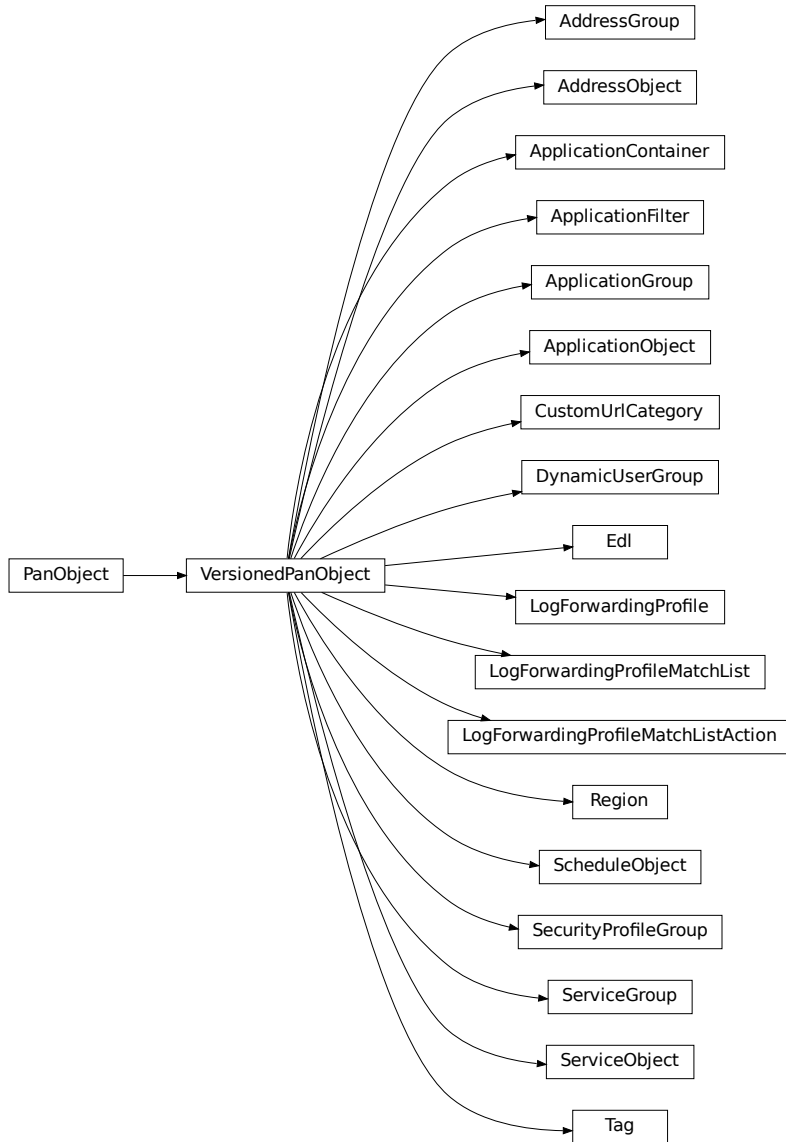 AddressGroup
AddressObject
ApplicationContainer
ApplicationFilter
ApplicationGroup
ApplicationObject
CustomUrlCategory
DynamicUserGroup
Edl
PanObject
VersionedPanObject
LogForwardingProfile
LogForwardingProfileMatchList
LogForwardingProfileMatchListAction
Region
ScheduleObject
SecurityProfileGroup
ServiceGroup
ServiceObject
Tag